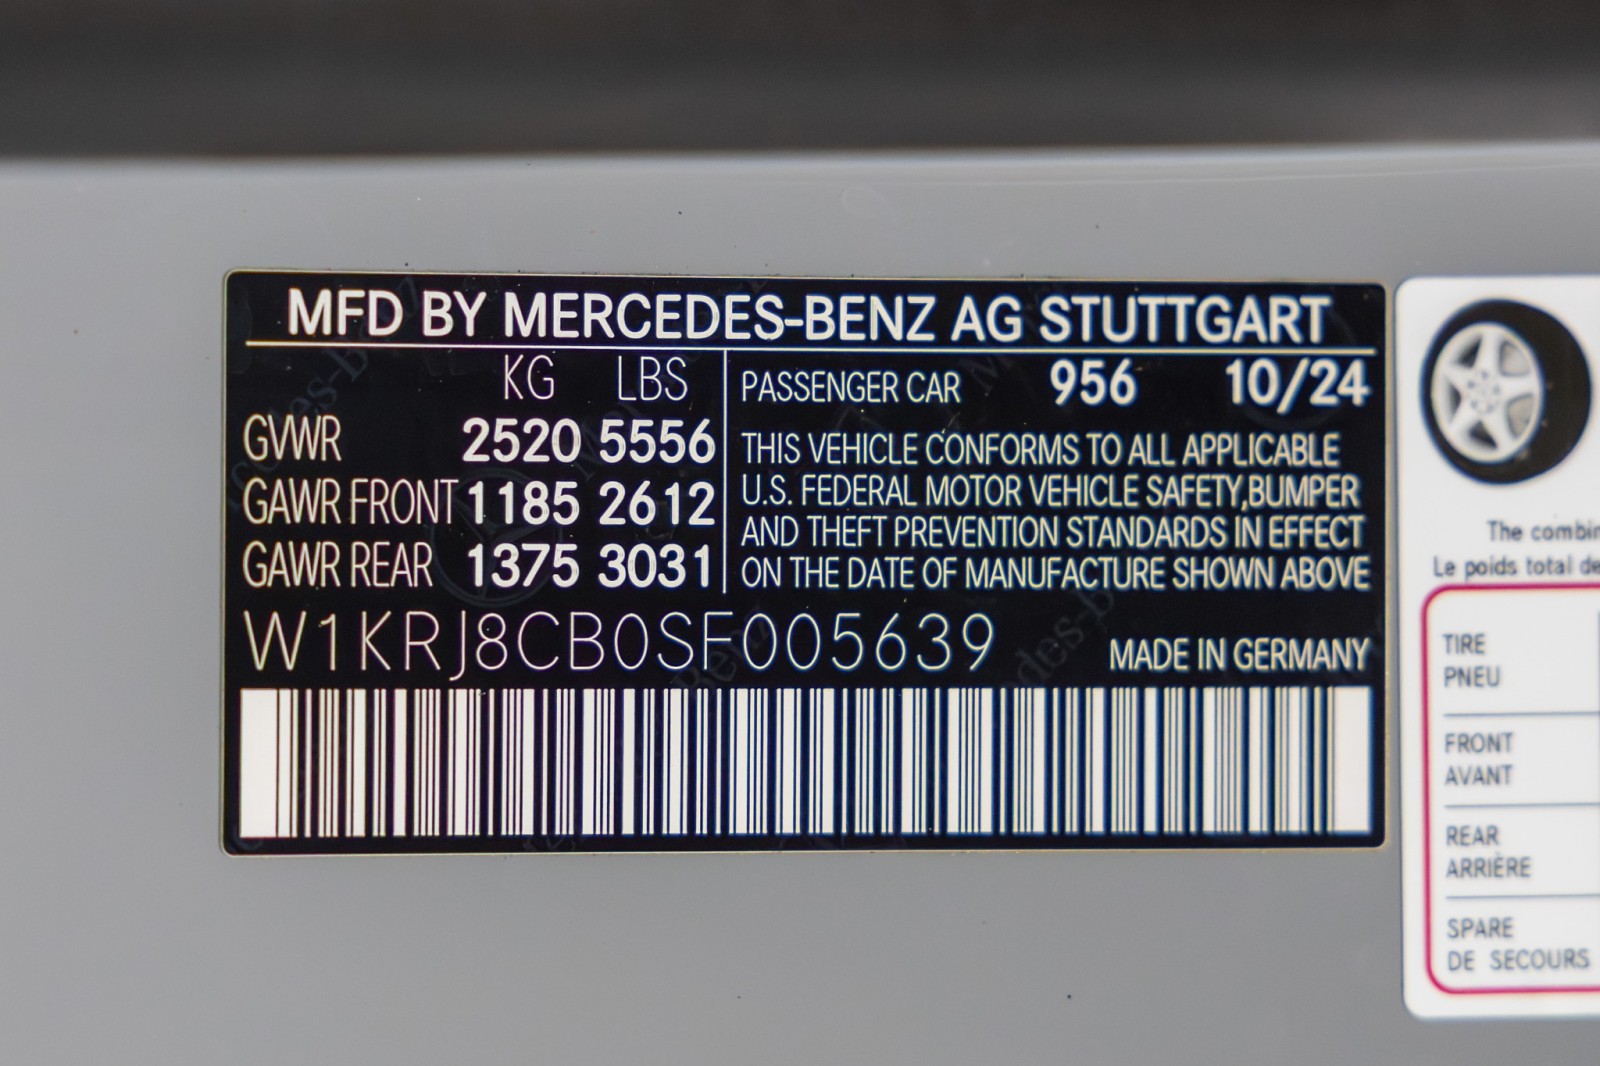 MFD BY MERCEDES-BENZ AG STUTTGART
KG LBS
GVWR 2520 5556
GAWR FRONT 1185 2612
GAWR REAR 1375 3031
PASSENGER CAR 956 10/24
THIS VEHICLE CONFORMS TO ALL APPLICABLE
U.S. FEDERAL MOTOR VEHICLE SAFETY,BUMPER
AND THEFT PREVENTION STANDARDS IN EFFECT
ON THE DATE OF MANUFACTURE SHOWN ABOVE
W1KRJ8CB0SF005639
MADE IN GERMANY
The combin
Le poids total de
TIRE
PNEU
FRONT
AVANT
REAR
ARRIÈRE
SPARE
DE SECOURS